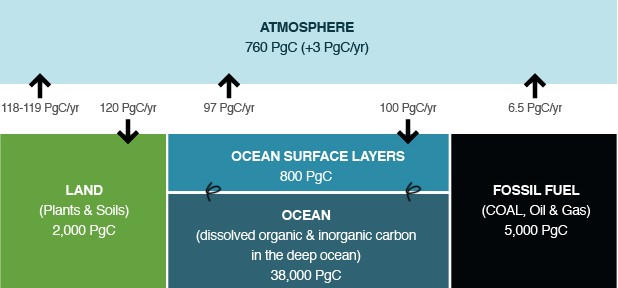 ATMOSPHERE
760 PgC (+3 PgC/yr)
118-119 PgC/yr
120 PgC/yr
97 PgC/yr
100 PgC/yr
6.5 PgC/yr
LAND
(Plants & Soils)
2,000 PgC
OCEAN SURFACE LAYERS
800 PgC
OCEAN
(dissolved organic & inorganic carbon
in the deep ocean)
38,000 PgC
FOSSIL FUEL
(COAL, Oil & Gas)
5,000 PgC